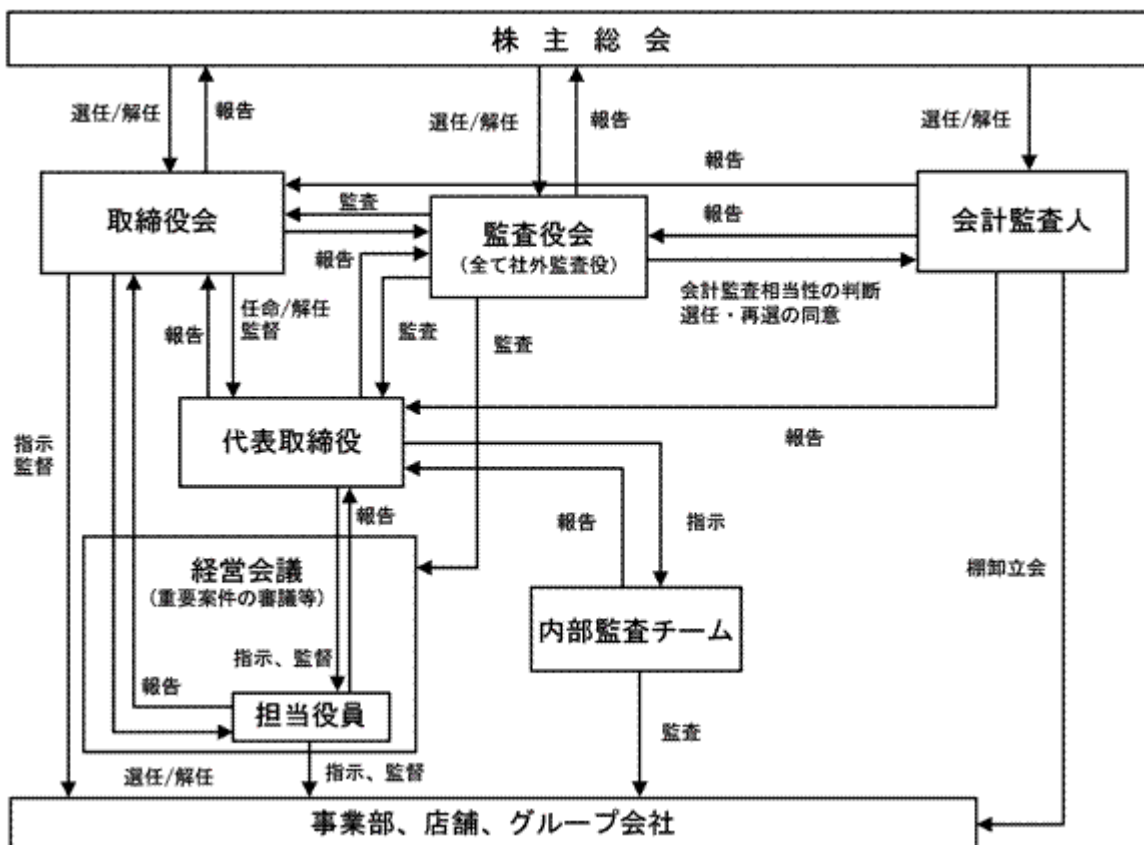 株主総会
選任/解任
報告
選任/解任
報告
選任/解任
報告
取締役会
監査
監査役会
(全て社外監査役)
報告
会計監査人
報告
会計監査相当性の判断
選任・再選の同意
任命/解任
監督
報告
監査
監査
代表取締役
報告
指示
監督
報告
報告
指示
棚卸立会
経営会議
(重要案件の審議等)
内部監査チーム
指示、監督
報告
担当役員
監査
選任/解任
指示、監督
事業部、店舗、グループ会社